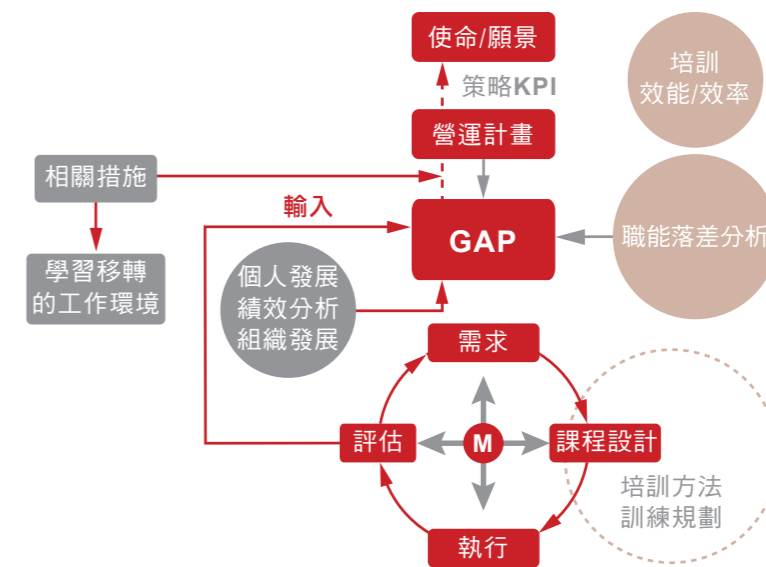 使命/願景
策略KPI
營運計畫
培訓
效能/效率
相關措施
學習移轉
的工作環境
輸入
GAP
職能落差分析
個人發展
績效分析
組織發展
需求
評估
M
課程設計
培訓方法
訓練規劃
執行